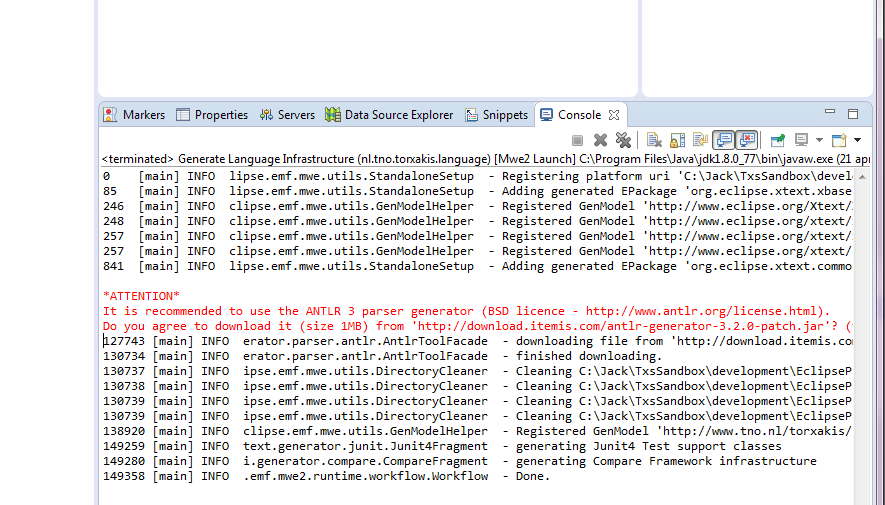 Markers Properties Servers Data Source Explorer Snippets Console
<terminated> Generate Language Infrastructure (nl.tno.torxakis.language) [Mwe2 Launch] C:\Program Files\Java\jdk1.8.0_77\bin\javaw.exe (21 apr
0 [main] INFO lipse.emf.mwe.utils.StandaloneSetup - Registering platform uri 'C:\Jack\TxsSandbox\devel
85 [main] INFO lipse.emf.mwe.utils.StandaloneSetup - Adding generated EPackage 'org.eclipse.xtext.xbase
246 [main] INFO clipse.emf.mwe.utils.GenModelHelper - Registered GenModel 'http://www.eclipse.org/Xtext/X
248 [main] INFO clipse.emf.mwe.utils.GenModelHelper - Registered GenModel 'http://www.eclipse.org/xtext/
257 [main] INFO clipse.emf.mwe.utils.GenModelHelper - Registered GenModel 'http://www.eclipse.org/xtext/
257 [main] INFO clipse.emf.mwe.utils.GenModelHelper - Registered GenModel 'http://www.eclipse.org/xtext/
841 [main] INFO lipse.emf.mwe.utils.StandaloneSetup - Adding generated EPackage 'org.eclipse.xtext.commo
*ATTENTION*
It is recommended to use the ANTLR 3 parser generator (BSD licence - http://www.antlr.org/license.html).
Do you agree to download it (size 1MB) from 'http://download.itemis.com/antlr-generator-3.2.0-patch.jar'? (
127743 [main] INFO erator.parser.antlr.AntlrToolFacade - downloading file from 'http://download.itemis.co
130734 [main] INFO erator.parser.antlr.AntlrToolFacade - finished downloading.
130737 [main] INFO ipse.emf.mwe.utils.DirectoryCleaner - Cleaning C:\Jack\TxsSandbox\development\EclipseP
130738 [main] INFO ipse.emf.mwe.utils.DirectoryCleaner - Cleaning C:\Jack\TxsSandbox\development\EclipseP
130739 [main] INFO ipse.emf.mwe.utils.DirectoryCleaner - Cleaning C:\Jack\TxsSandbox\development\EclipseP
130739 [main] INFO ipse.emf.mwe.utils.DirectoryCleaner - Cleaning C:\Jack\TxsSandbox\development\EclipseP
138920 [main] INFO clipse.emf.mwe.utils.GenModelHelper - Registered GenModel 'http://www.tno.nl/torxakis/
149259 [main] INFO text.generator.junit.Junit4Fragment - generating Junit4 Test support classes
149280 [main] INFO i.generator.compare.CompareFragment - generating Compare Framework infrastructure
149358 [main] INFO .emf.mwe2.runtime.workflow.Workflow - Done.